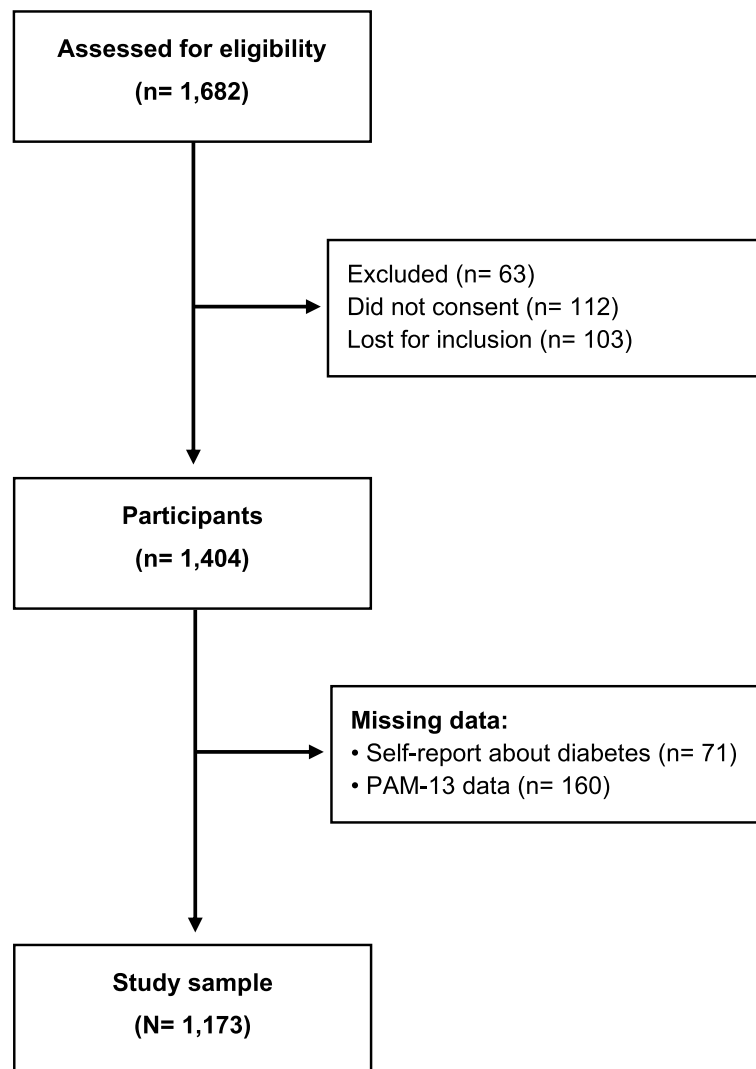 Assessed for eligibility
(n= 1,682)
Excluded (n= 63)
Did not consent (n= 112)
Lost for inclusion (n= 103)
Participants
(n= 1,404)
Missing data:
• Self-report about diabetes (n= 71)
• PAM-13 data (n= 160)
Study sample
(N= 1,173)